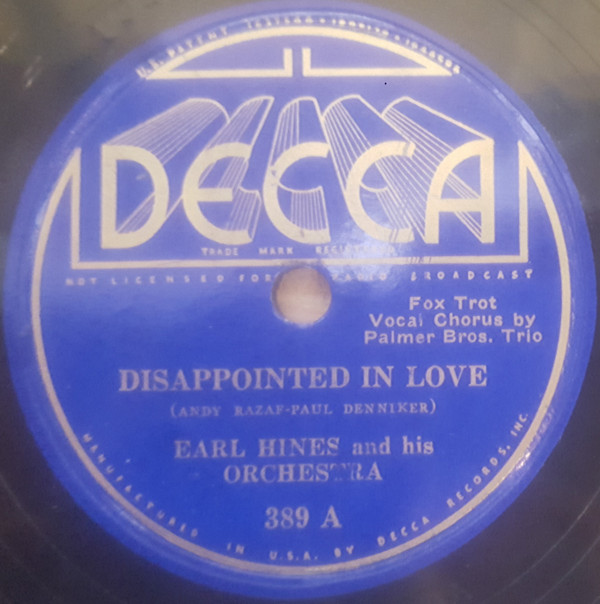 U.S. PATENT
DECCA
TRADE MARK
NOT LICENSED FOR RADIO BROADCAST
Fox Trot
Vocal Chorus by
Palmer Bros. Trio
DISAPPOINTED IN LOVE
(ANDY RAZAF-PAUL DENNIKER)
EARL HINES and his
ORCHESTRA
389 A
MANUFACTURED IN U.S.A. BY DECCA RECORDS, INC.